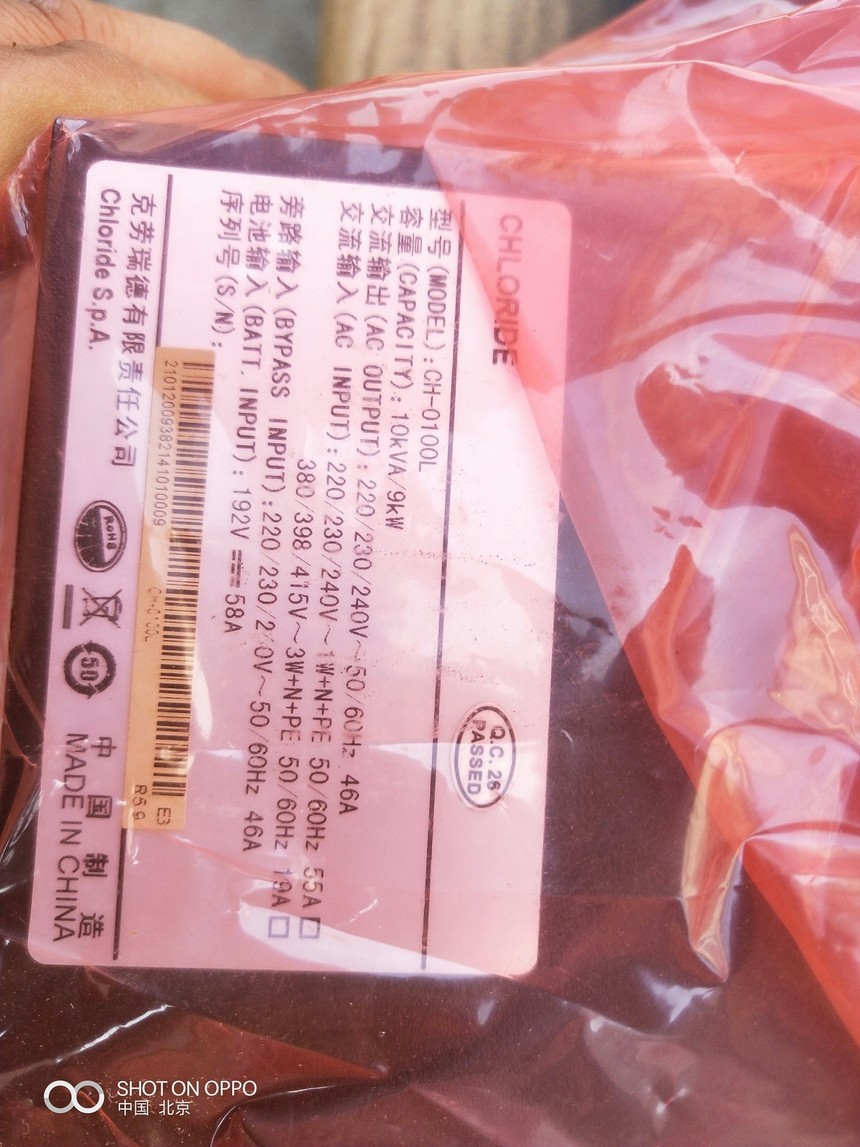 CHLORIDE
Q.C. 26
PASSED
型号(MODEL):CH-0100L
容量(CAPACITY):10kVA/9kW
交流输出(AC OUTPUT):220/230/240V~50/60Hz 46A
交流输入(AC INPUT):220/230/240V~1W+N+PE 50/60Hz 55A□
380/398/415V~3W+N+PE 50/60Hz 19A□
旁路输入(BYPASS INPUT):220/230/240V~50/60Hz 46A
电池输入(BATT. INPUT):192V⎓58A
序列号(S/N):
21012009382141010009
CH-0100L
E3
克劳瑞德有限责任公司
Chloride S.p.A.
RoHS
50
中国制造
MADE IN CHINA
SHOT ON OPPO
中国 北京